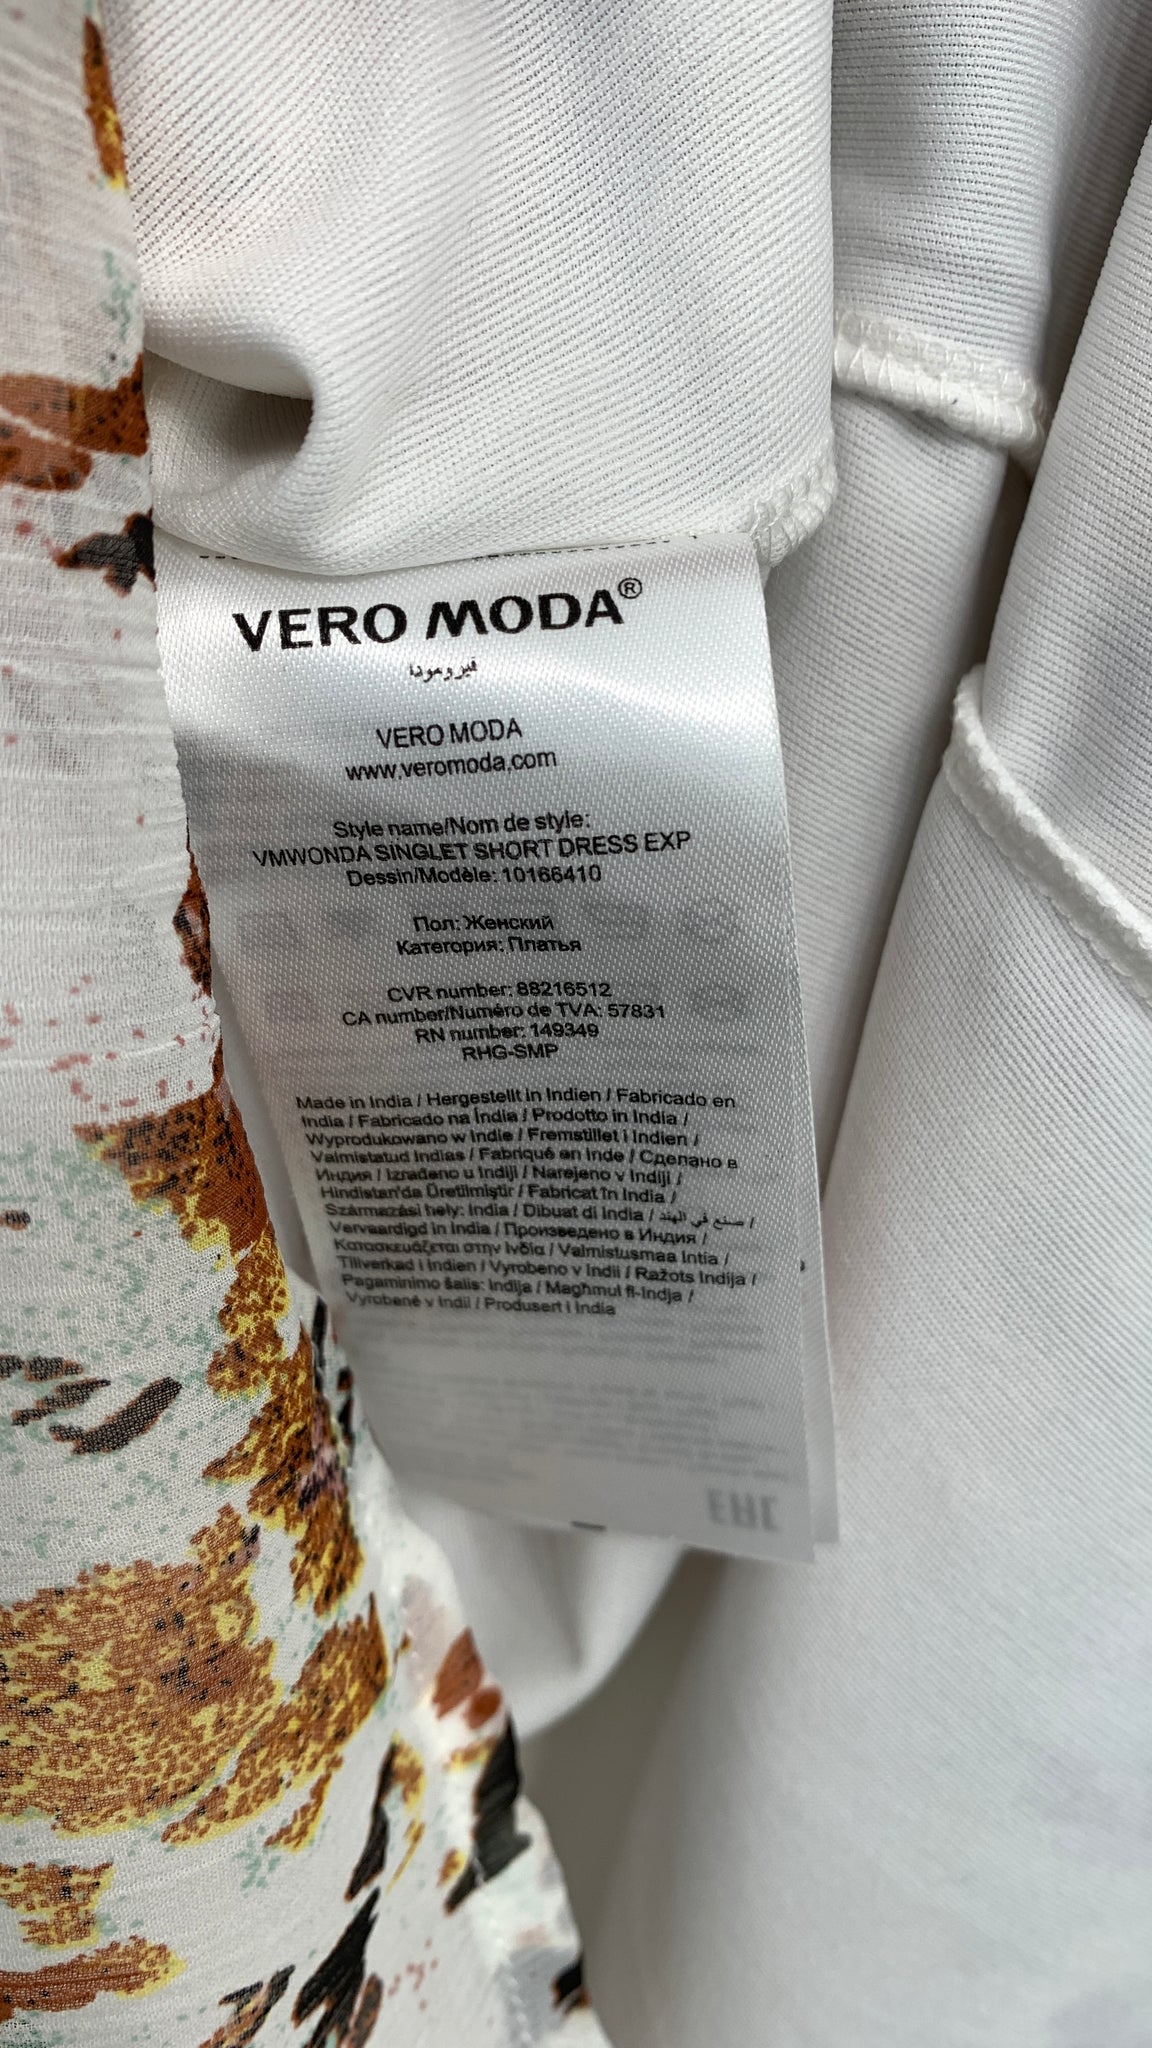 VERO MODA®
فيرومودا
VERO MODA
www.veromoda.com
Style name/Nom de style:
VMWONDA SINGLET SHORT DRESS EXP
Dessin/Modèle: 10166410
Пол: Женский
Категория: Платья
CVR number: 88216512
CA number/Numéro de TVA: 57831
RN number: 149349
RHG-SMP
Made in India / Hergestellt in Indien / Fabricado en
India / Fabricado na Índia / Prodotto in India /
Wyprodukowano w Indie / Fremstillet i Indien /
Valmistatud Indias / Fabriqué en Inde / Сделано в
Индия / Izrađeno u Indiji / Narejeno v Indiji /
Hindistan'da Üretilmiştir / Fabricat în India /
Származási hely: India / Dibuat di India / صنع في الهند /
Vervaardigd in India / Произведено в Индия /
Κατασκευάζεται στην Ινδία / Valmistusmaa Intia /
Tillverkad i Indien / Vyrobeno v Indii / Ražots Indija /
Pagaminimo šalis: Indija / Magħmul fl-Indja /
Vyrobené v Indii / Produsert i India